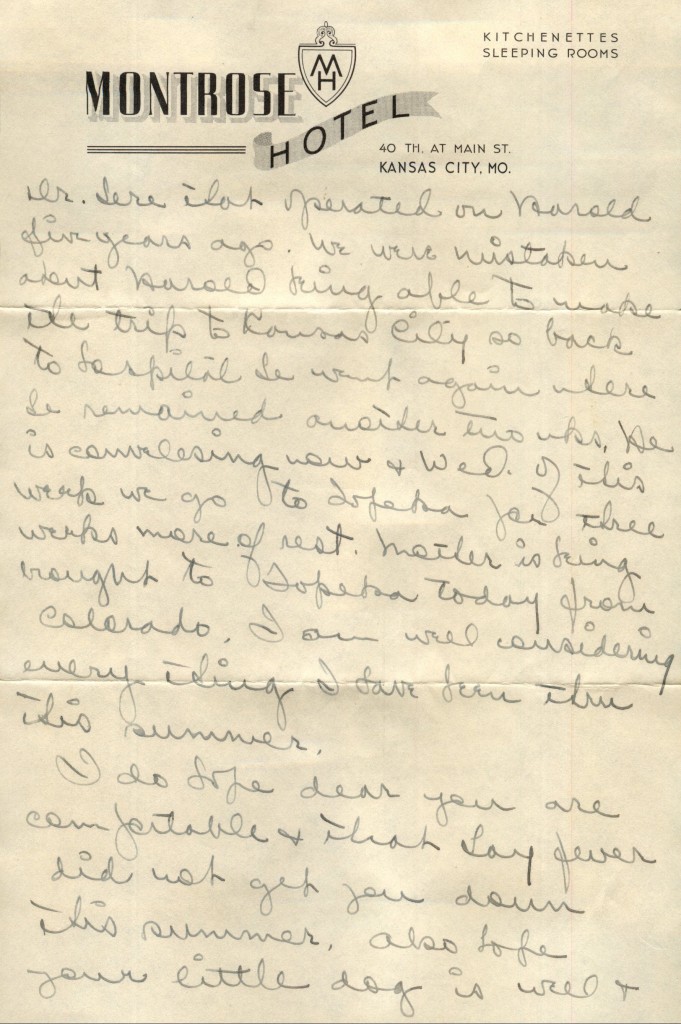 KITCHENETTES
SLEEPING ROOMS
MH
MONTROSE
HOTEL
40 TH. AT MAIN ST.
KANSAS CITY, MO.
Dr. here that operated on Harold
five years ago. We were mistaken
about Harold being able to make
the trip to Kansas City so back
to hospital he went again where
he remained another two wks. He
is convelesing now & Wed. of this
week we go to Topeka for three
weeks more of rest. Mother is being
brought to Topeka today from
Colorado. I am well considering
every thing I have been thru
this summer.
I do hope dear you are
comfortable & that hay fever
did not get you down
this summer. Also hope
your little dog is well &